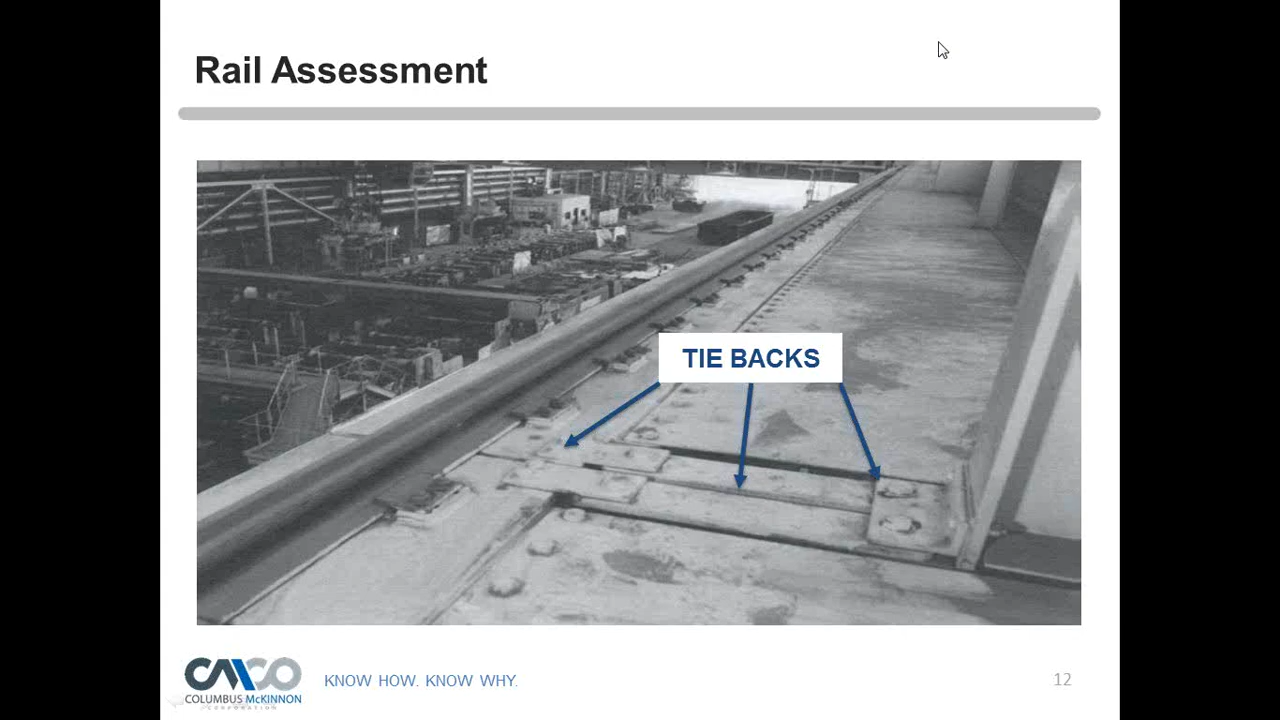 Rail Assessment
TIE BACKS
CMCO
COLUMBUS McKINNON
CORPORATION
KNOW HOW. KNOW WHY.
12